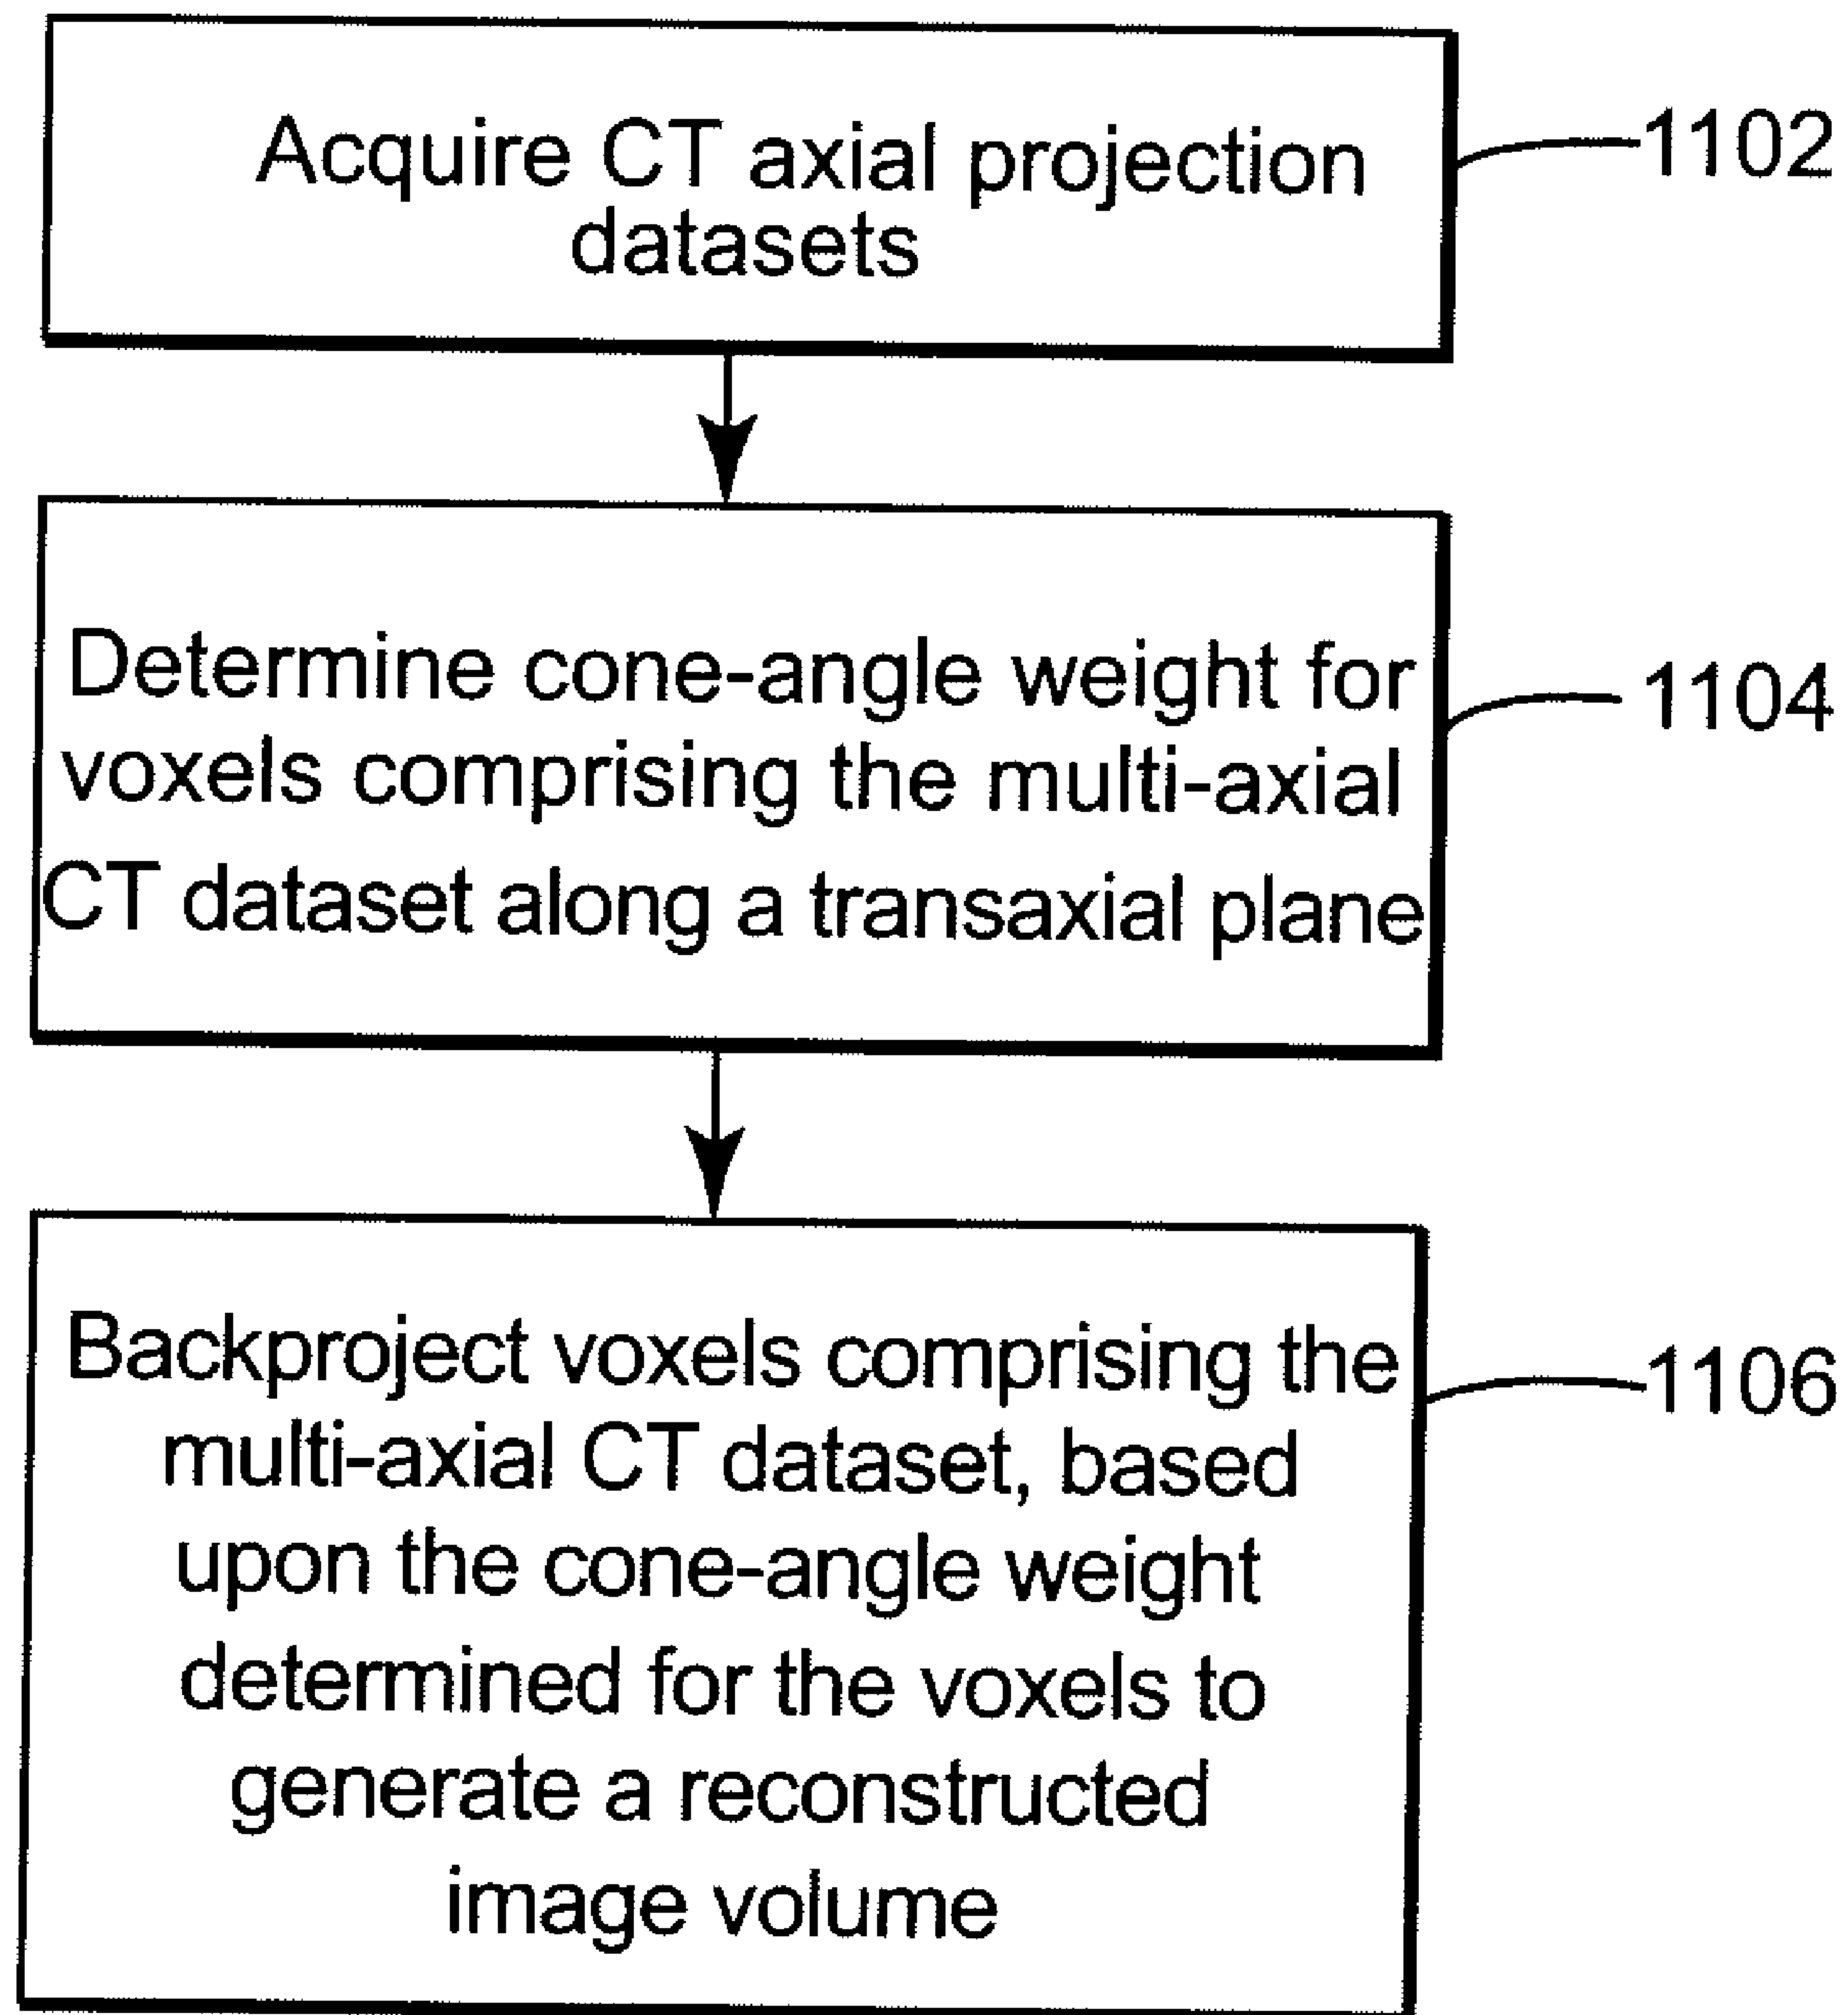 Acquire CT axial projection
datasets
1102
Determine cone-angle weight for
voxels comprising the multi-axial
CT dataset along a transaxial plane
1104
Backproject voxels comprising the
multi-axial CT dataset, based
upon the cone-angle weight
determined for the voxels to
generate a reconstructed
image volume
1106